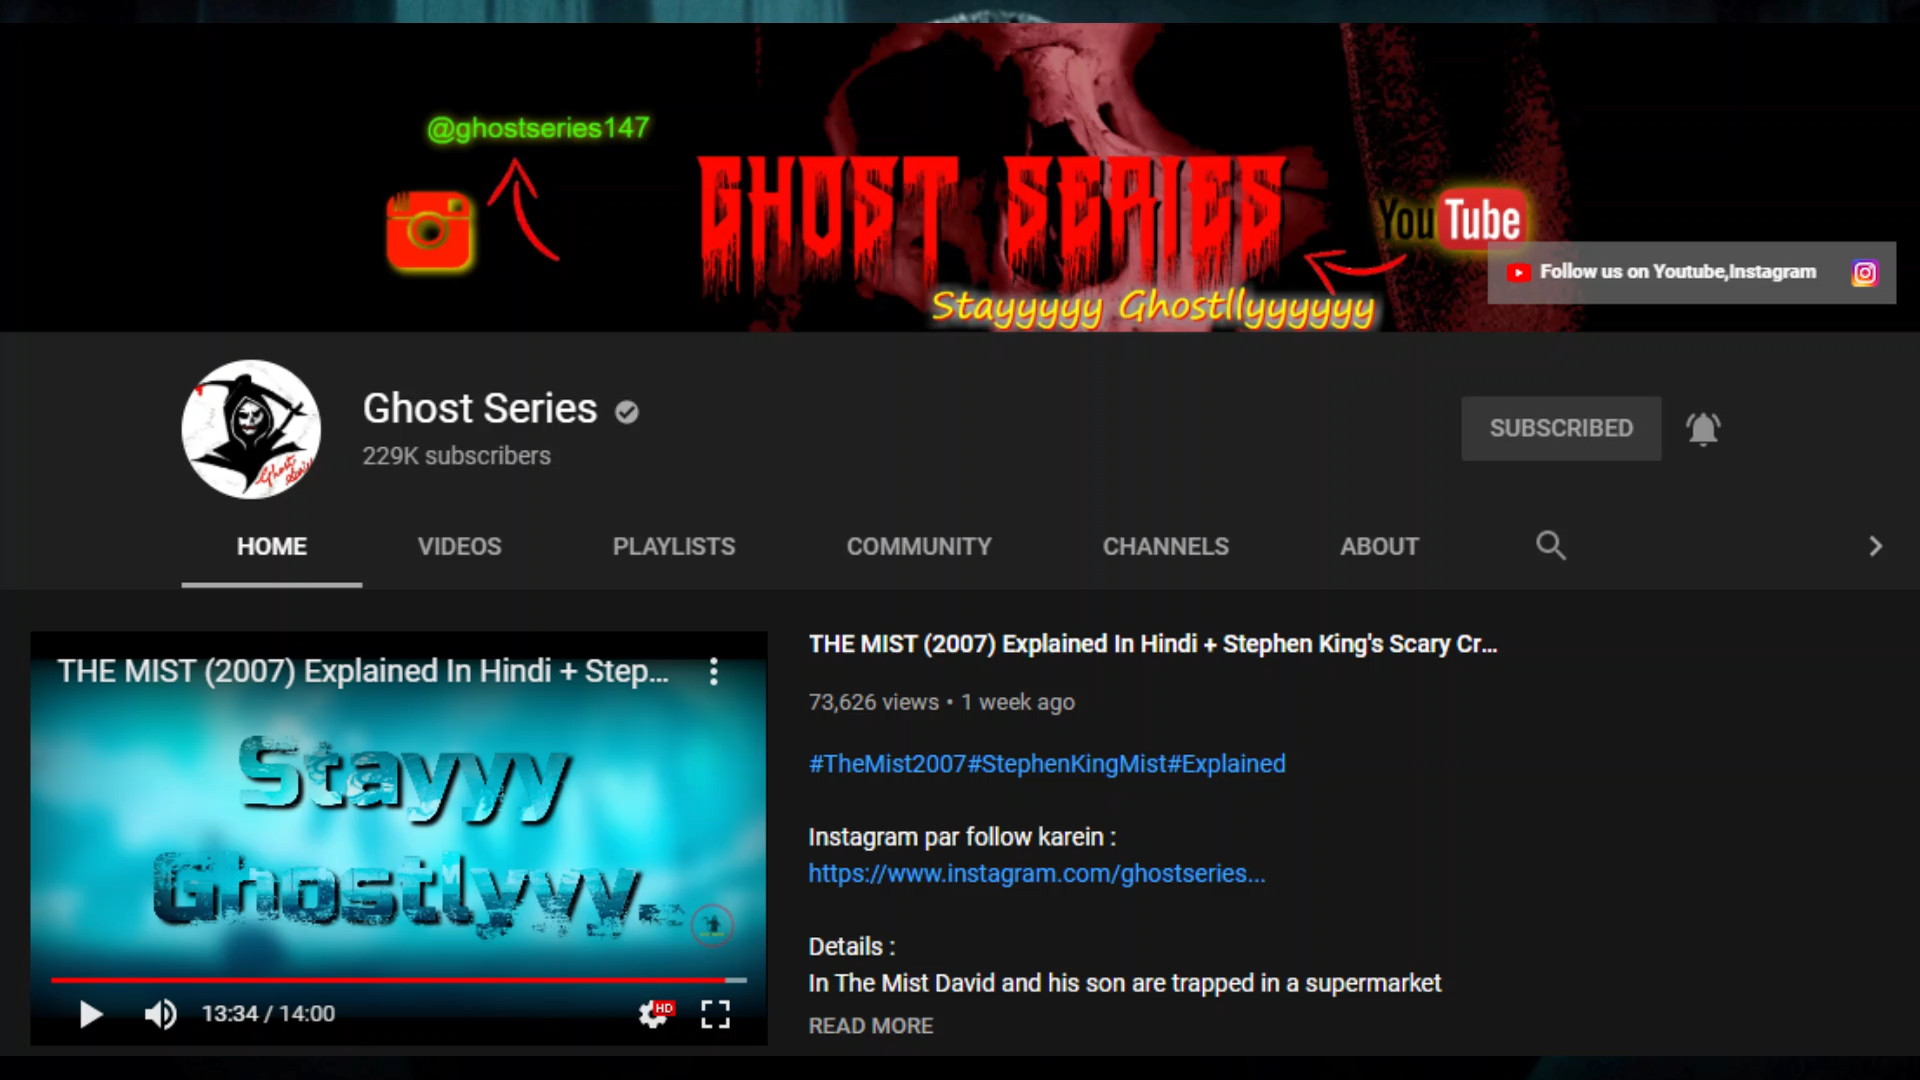 @ghostseries147
GHOST SERIES
YouTube
Follow us on Youtube,Instagram
Stayyyyy Ghostllyyyyyy
Ghost Series
Ghost Series
229K subscribers
SUBSCRIBED
HOME
VIDEOS
PLAYLISTS
COMMUNITY
CHANNELS
ABOUT
THE MIST (2007) Explained In Hindi + Step...
Stayyy
Ghostlyyy..
13:34 / 14:00
HD
THE MIST (2007) Explained In Hindi + Stephen King's Scary Cr...
73,626 views • 1 week ago
#TheMist2007#StephenKingMist#Explained
Instagram par follow karein :
https://www.instagram.com/ghostseries...
Details :
In The Mist David and his son are trapped in a supermarket
READ MORE